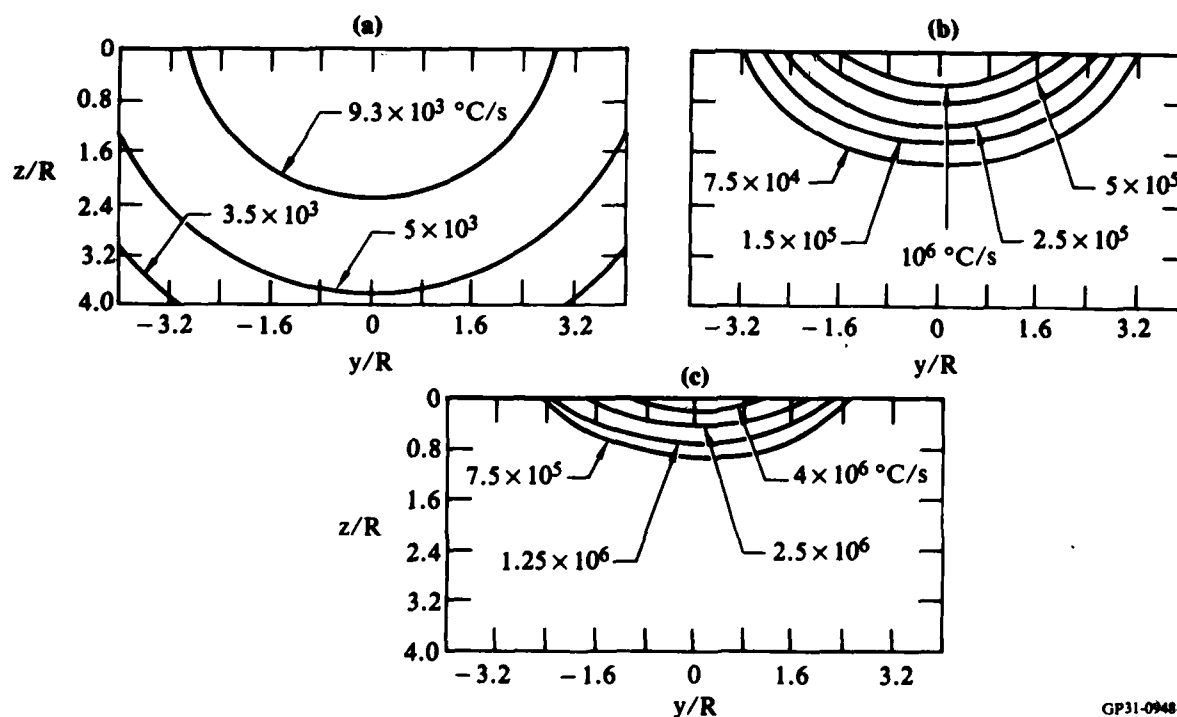 (a)
0
0.8
1.6
2.4
3.2
4.0
z/R
9.3 × 10³ °C/s
3.5 × 10³
5 × 10³
−3.2 −1.6 0 1.6 3.2
y/R
(b)
7.5 × 10⁴
1.5 × 10⁵
10⁶ °C/s
2.5 × 10⁵
5 × 10⁵
−3.2 −1.6 0 1.6 3.2
y/R
(c)
0
0.8
1.6
2.4
3.2
4.0
z/R
7.5 × 10⁵
4 × 10⁶ °C/s
1.25 × 10⁶
2.5 × 10⁶
−3.2 −1.6 0 1.6 3.2
y/R
GP31-0948-